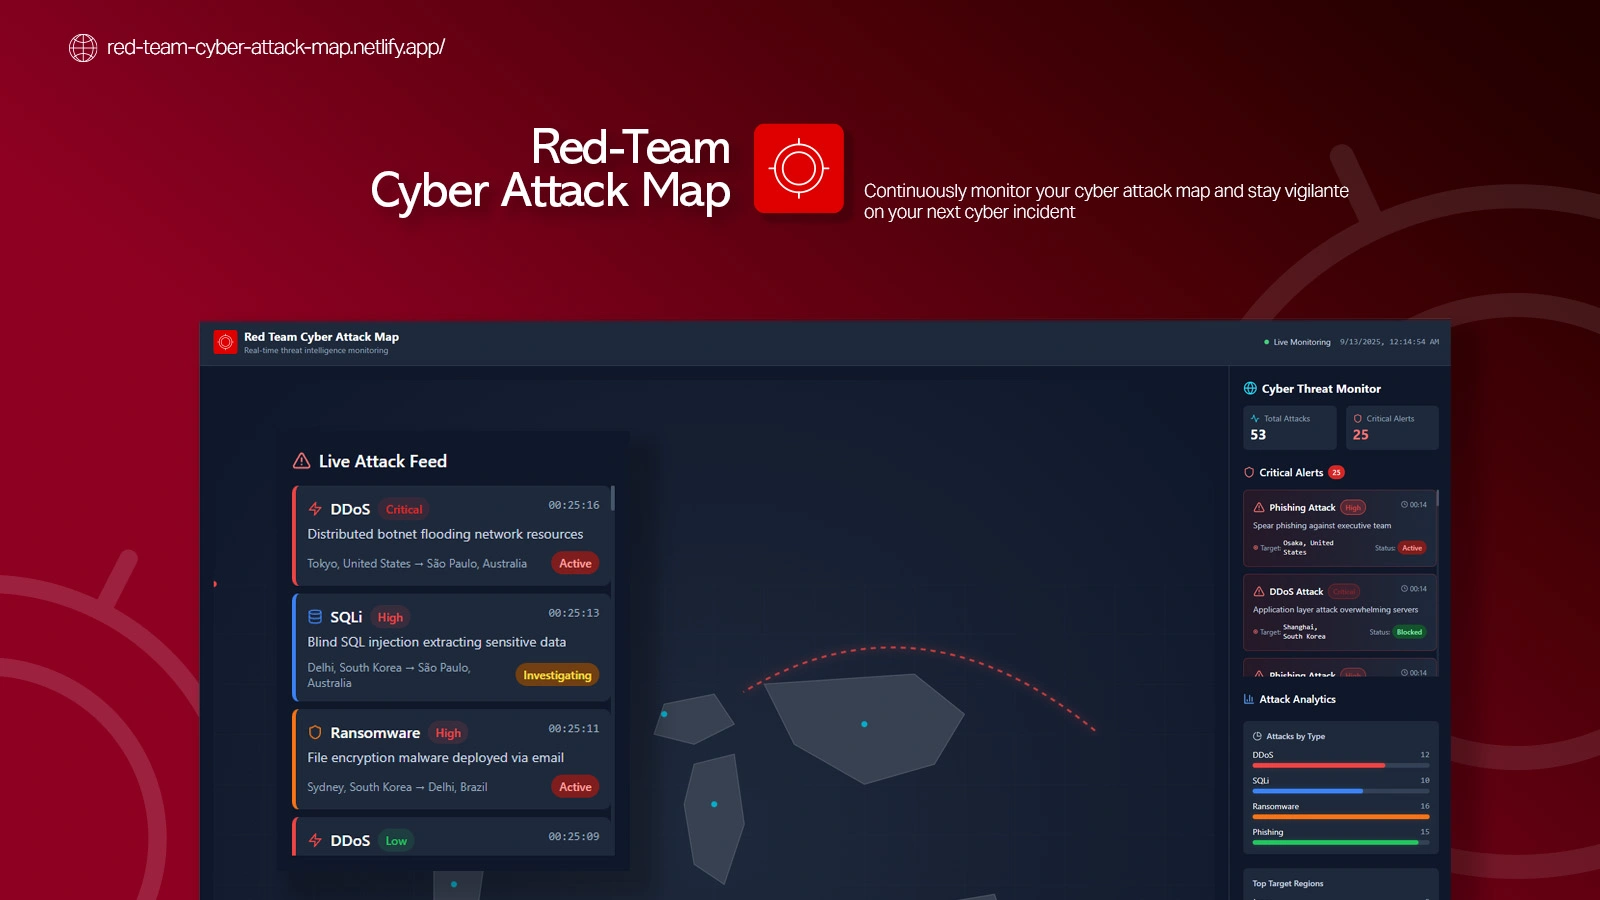 red-team-cyber-attack-map.netlify.app/
Red-Team
Cyber Attack Map
Continuously monitor your cyber attack map and stay vigilante
on your next cyber incident
Red Team Cyber Attack Map
Real-time threat intelligence monitoring
Live Monitoring 9/13/2025, 12:14:54 AM
Live Attack Feed
DDoS Critical 00:25:16
Distributed botnet flooding network resources
Tokyo, United States → São Paulo, Australia Active
SQLi High 00:25:13
Blind SQL injection extracting sensitive data
Delhi, South Korea → São Paulo,
Australia
Investigating
Ransomware High 00:25:11
File encryption malware deployed via email
Sydney, South Korea → Delhi, Brazil Active
DDoS Low 00:25:09
Cyber Threat Monitor
Total Attacks
53
Critical Alerts
25
Critical Alerts 25
Phishing Attack High 00:14
Spear phishing against executive team
Target: Osaka, United
States
Status: Active
DDoS Attack Critical 00:14
Application layer attack overwhelming servers
Target: Shanghai,
South Korea
Status: Blocked
Phishing Attack High 00:14
Attack Analytics
Attacks by Type
DDoS 12
SQLi 10
Ransomware 16
Phishing 15
Top Target Regions